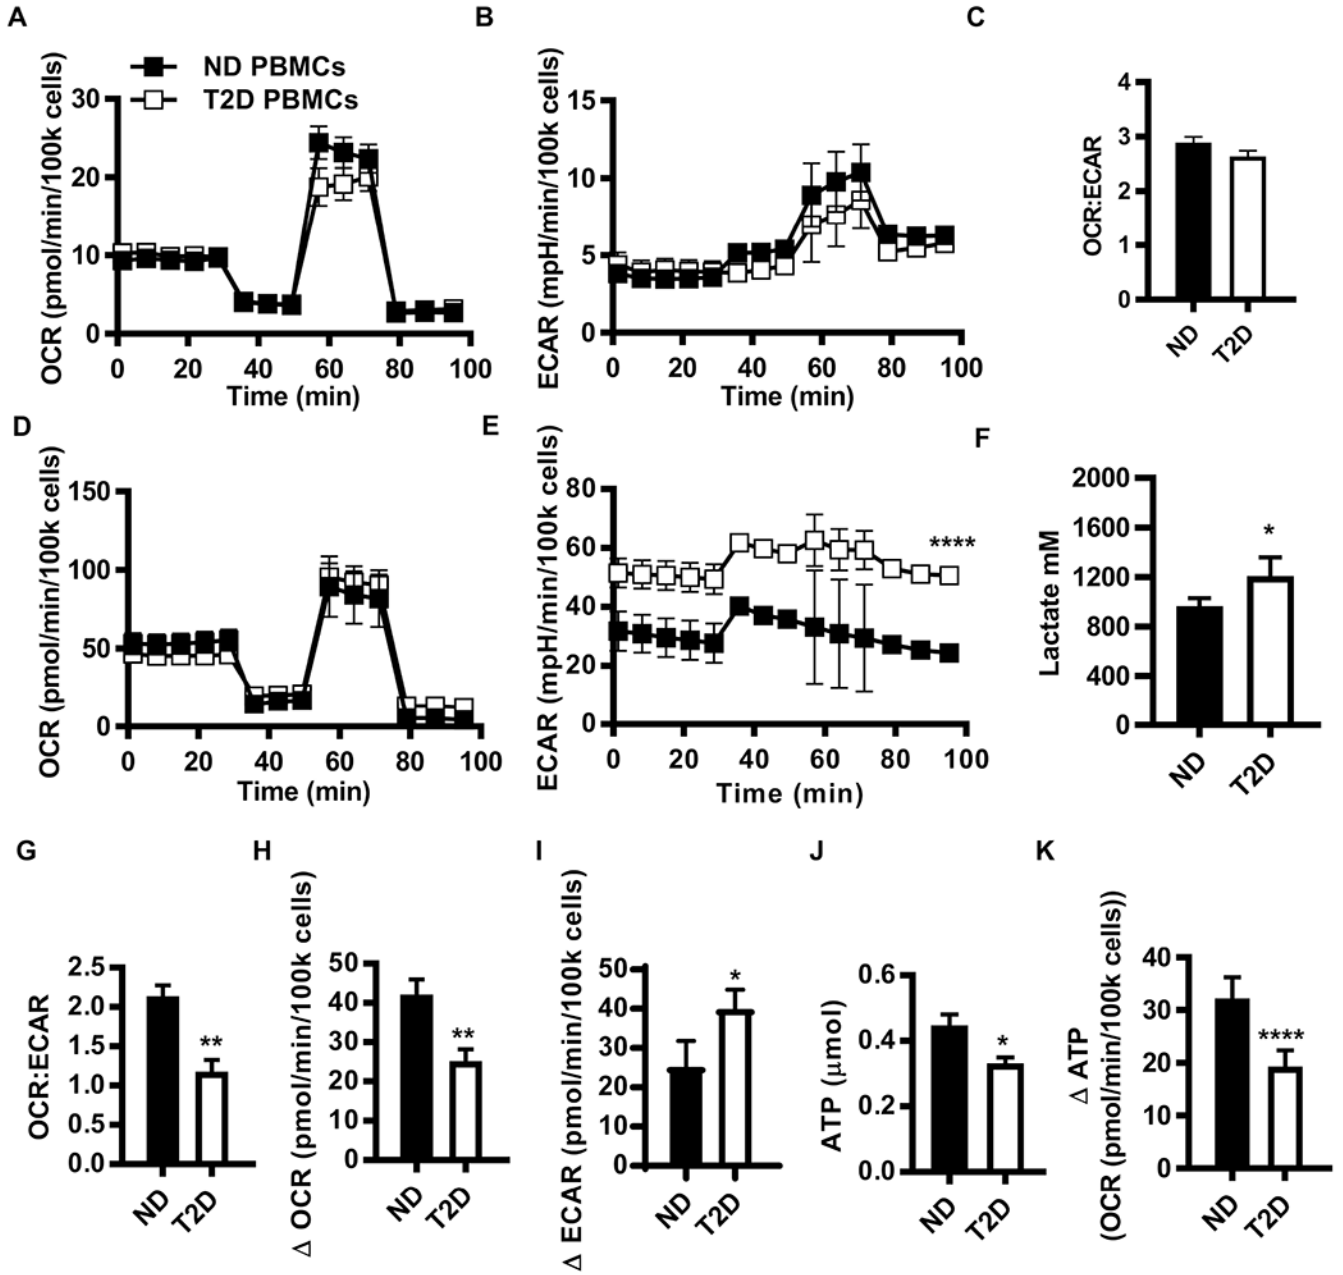 A
B
C
ND PBMCs
T2D PBMCs
OCR (pmol/min/100k cells)
30
20
10
0
0 20 40 60 80 100
Time (min)
ECAR (mpH/min/100k cells)
15
10
5
0
0 20 40 60 80 100
Time (min)
OCR:ECAR
4
3
2
1
0
ND T2D
D
E
F
OCR (pmol/min/100k cells)
150
100
50
0
0 20 40 60 80 100
Time (min)
ECAR (mpH/min/100k cells)
80
60
40
20
0
****
0 20 40 60 80 100
Time (min)
Lactate mM
2000
1600
1200
800
400
0
*
ND T2D
G
H
I
J
K
OCR:ECAR
2.5
2.0
1.5
1.0
0.5
0.0
**
ND T2D
Δ OCR (pmol/min/100k cells)
50
40
30
20
10
0
**
ND T2D
Δ ECAR (pmol/min/100k cells)
50
40
30
20
10
0
*
ND T2D
ATP (μmol)
0.6
0.4
0.2
0.0
*
ND T2D
Δ ATP
(OCR (pmol/min/100k cells))
40
30
20
10
0
****
ND T2D